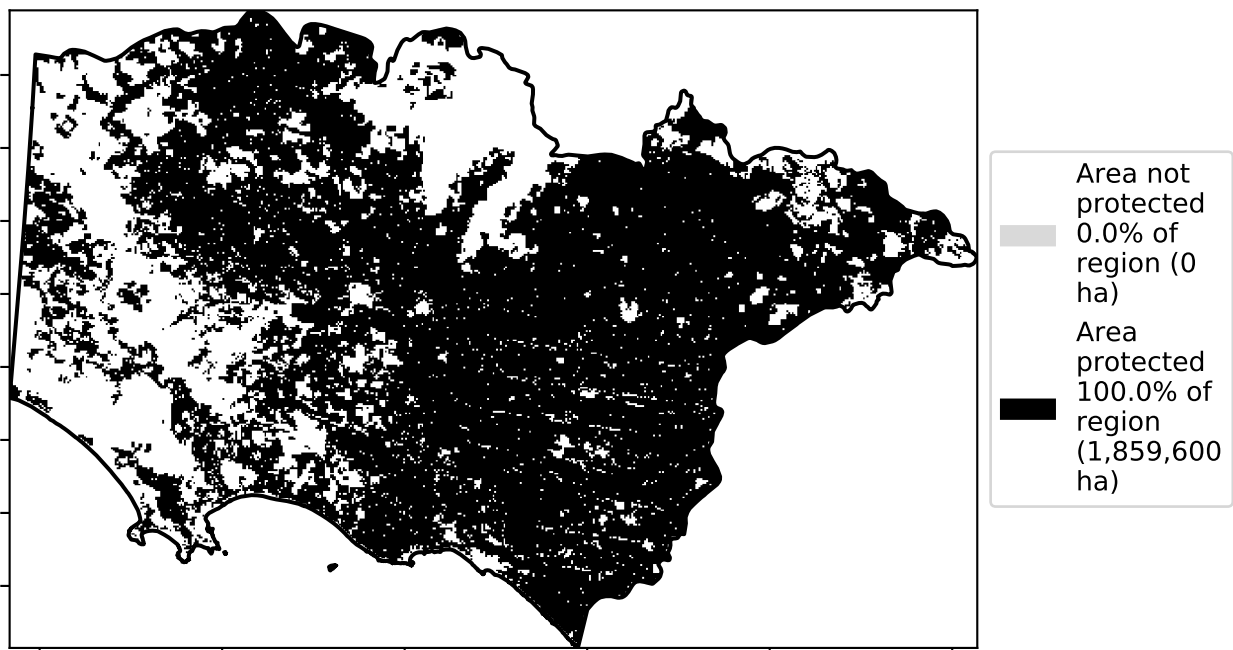 Area not
protected
0.0% of
region (0
ha)
Area
protected
100.0% of
region
(1,859,600
ha)